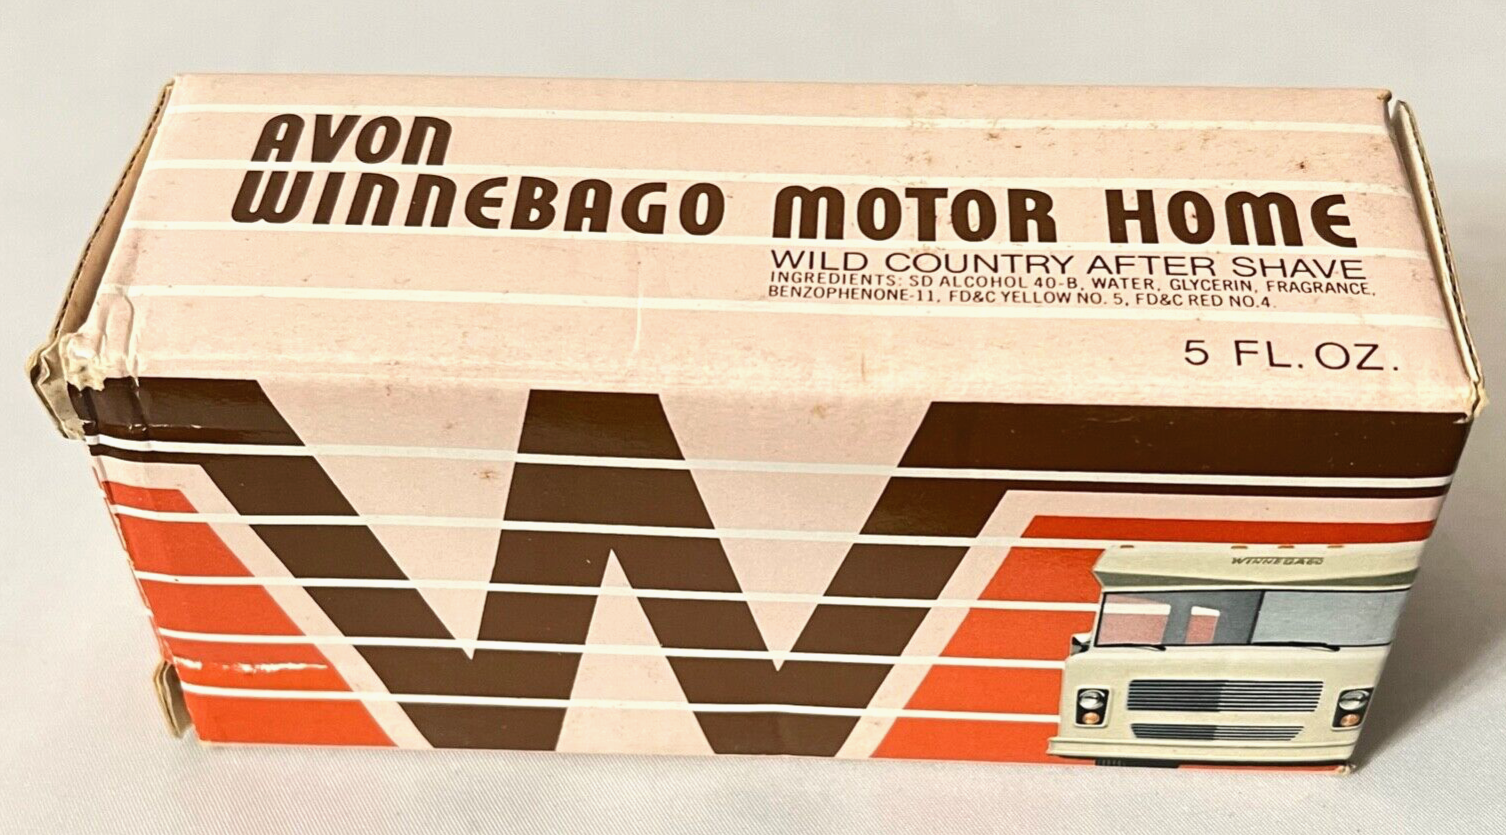 AVON
WINNEBAGO MOTOR HOME
WILD COUNTRY AFTER SHAVE
INGREDIENTS: SD ALCOHOL 40-B, WATER, GLYCERIN, FRAGRANCE,
BENZOPHENONE-11, FD&C YELLOW NO. 5, FD&C RED NO.4.
5 FL. OZ.
W
WINNEBAGO